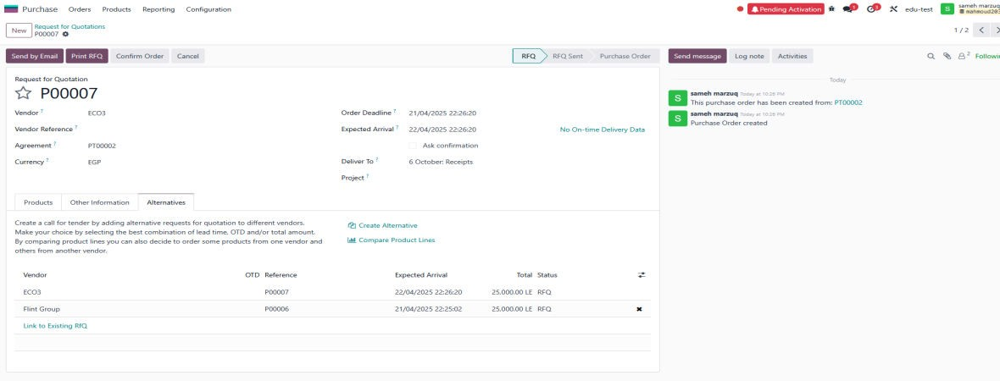 Purchase Orders Products Reporting Configuration Pending Activation 1 1 edu-test S sameh marzuq
New Request for Quotations
P00007
1 / 2
Send by Email Print RFQ Confirm Order Cancel RFQ RFQ Sent Purchase Order Send message Log note Activities 2 Followin
Request for Quotation
P00007
Vendor ? ECO3
Vendor Reference ?
Agreement ? PT00002
Currency ? EGP
Order Deadline ? 21/04/2025 22:26:20
Expected Arrival ? 22/04/2025 22:26:20 No On-time Delivery Data
Ask confirmation
Deliver To ? 6 October: Receipts
Project ?
Products Other Information Alternatives
Create a call for tender by adding alternative requests for quotation to different vendors.
Make your choice by selecting the best combination of lead time, OTD and/or total amount.
By comparing product lines you can also decide to order some products from one vendor and
others from another vendor.
Create Alternative
Compare Product Lines
Vendor OTD Reference Expected Arrival Total Status
ECO3 P00007 22/04/2025 22:26:20 25,000.00 LE RFQ
Flint Group P00006 21/04/2025 22:25:02 25,000.00 LE RFQ
Link to Existing RfQ
Today
S sameh marzuq Today at 10:26 PM
This purchase order has been created from: PT00002
S sameh marzuq Today at 10:26 PM
Purchase Order created